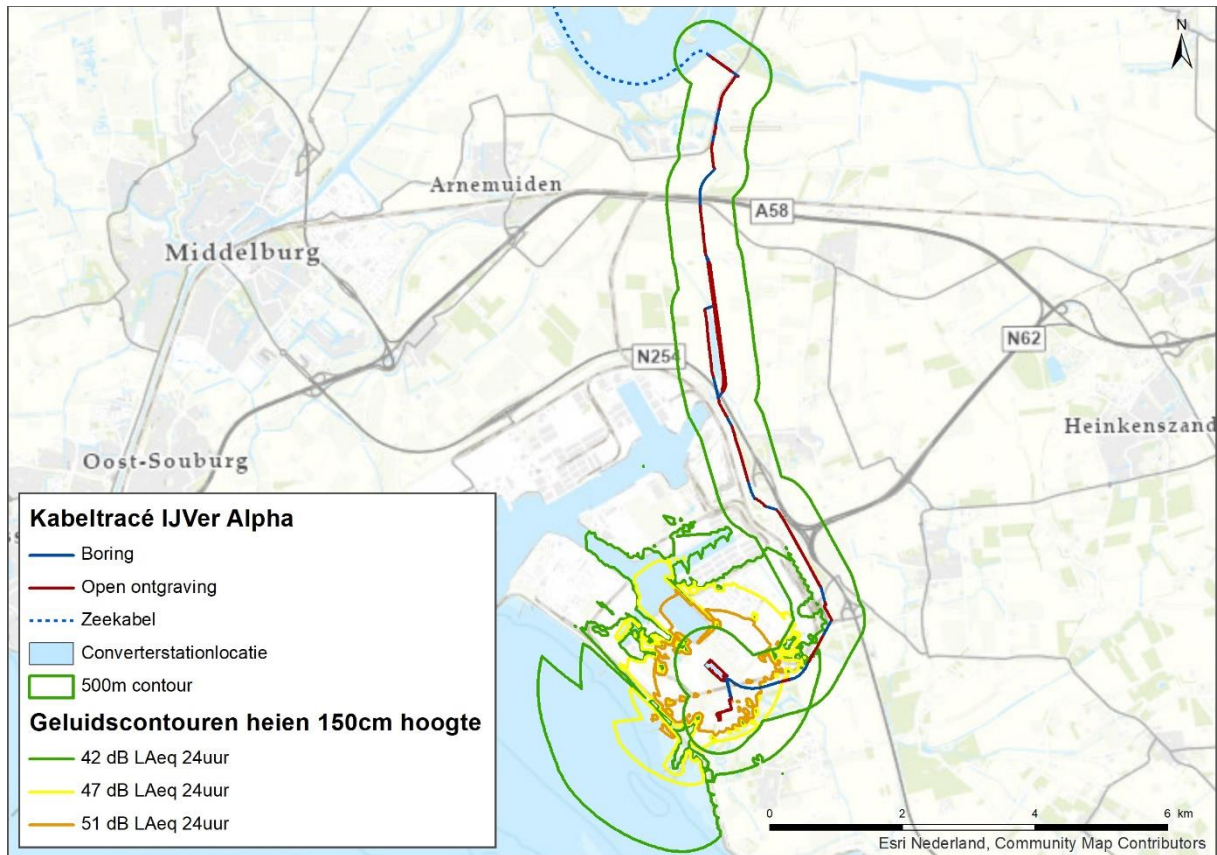 N
Arnemuiden
A58
Middelburg
N62
N254
Heinkenszand
Oost-Souburg
Kabeltracé IJVer Alpha
Boring
Open ontgraving
Zeekabel
Converterstationlocatie
500m contour
Geluidscontouren heien 150cm hoogte
42 dB LAeq 24uur
47 dB LAeq 24uur
51 dB LAeq 24uur
0 2 4 6 km
Esri Nederland, Community Map Contributors